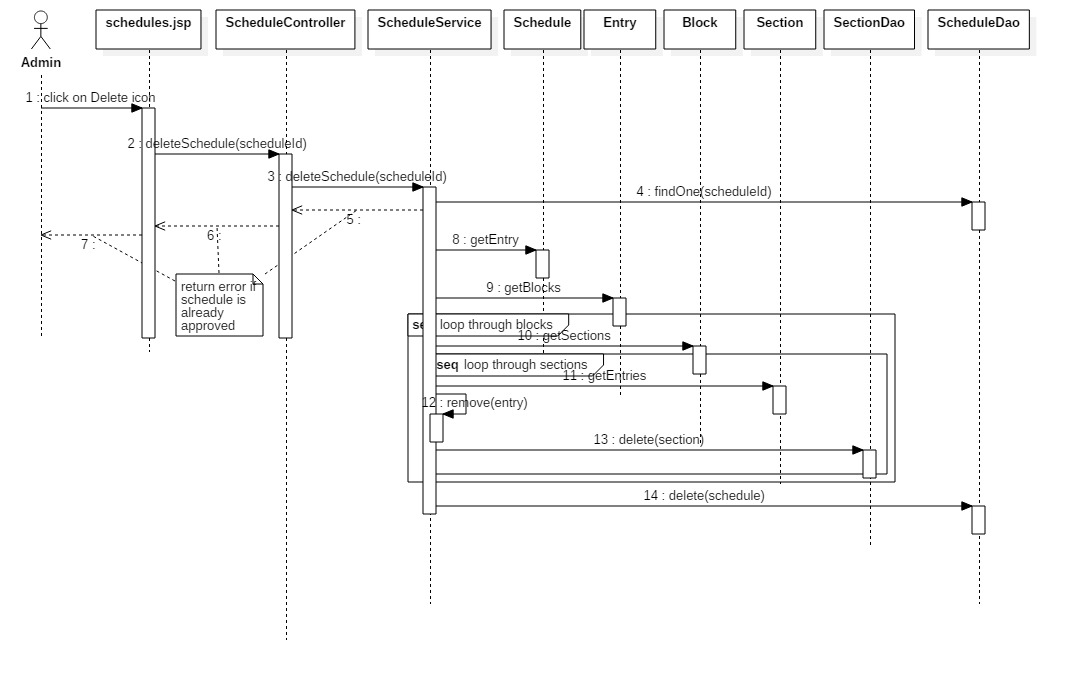 schedules.jsp ScheduleController ScheduleService Schedule Entry Block Section SectionDao ScheduleDao
Admin
1 : click on Delete icon
2 : deleteSchedule(scheduleId)
3 : deleteSchedule(scheduleId)
4 : findOne(scheduleId)
5 :
6 :
7 :
8 : getEntry
return error if
schedule is
already
approved
9 : getBlocks
seq loop through blocks
10 : getSections
seq loop through sections
11 : getEntries
12 : remove(entry)
13 : delete(section)
14 : delete(schedule)